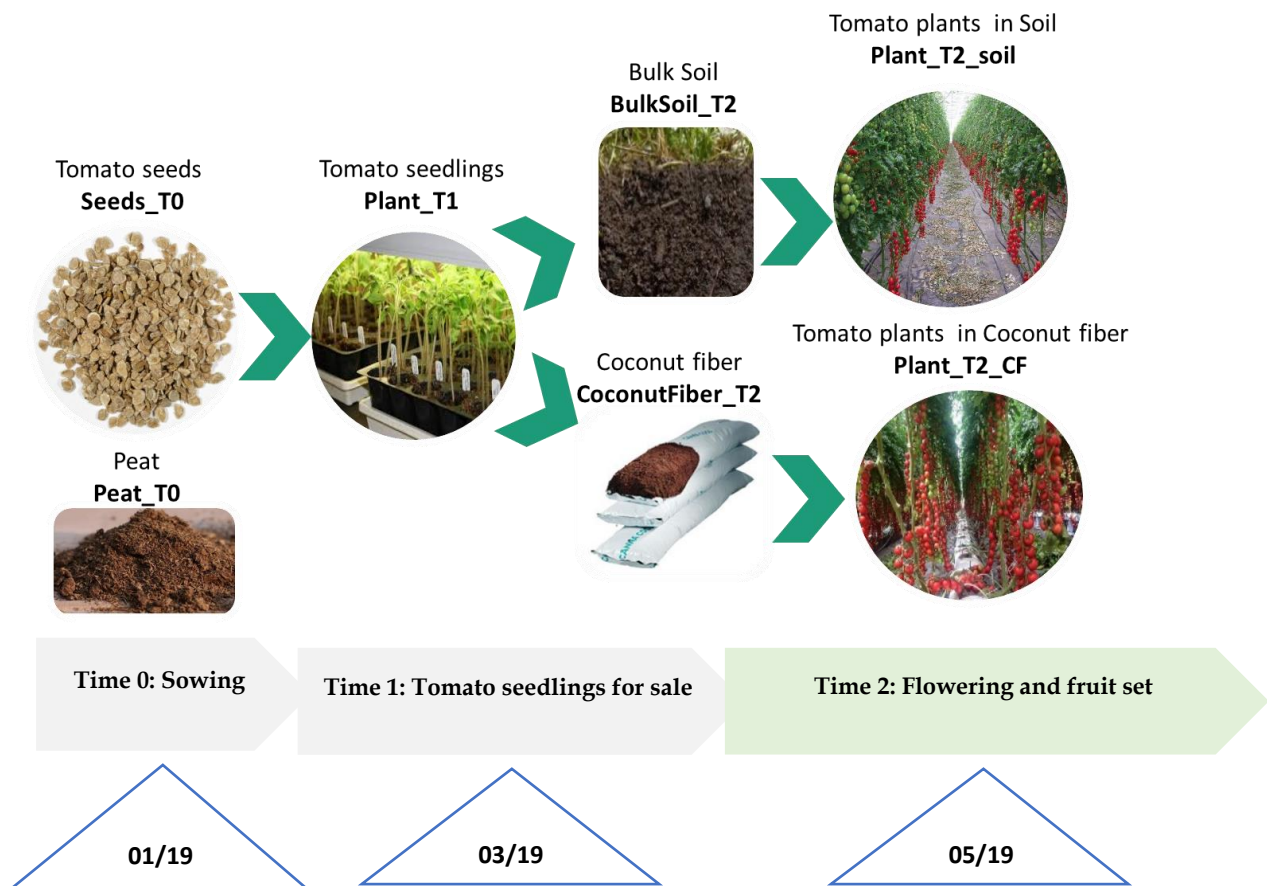 Tomato plants  in Soil
Plant_T2_soil
Bulk Soil
BulkSoil_T2
Tomato seeds
Seeds_T0
Tomato seedlings
Plant_T1
Tomato plants  in Coconut fiber
Plant_T2_CF
Coconut fiber
CoconutFiber_T2
Peat
Peat_T0
Time 0: Sowing
Time 1: Tomato seedlings for sale
Time 2: Flowering and fruit set
01/19
03/19
05/19